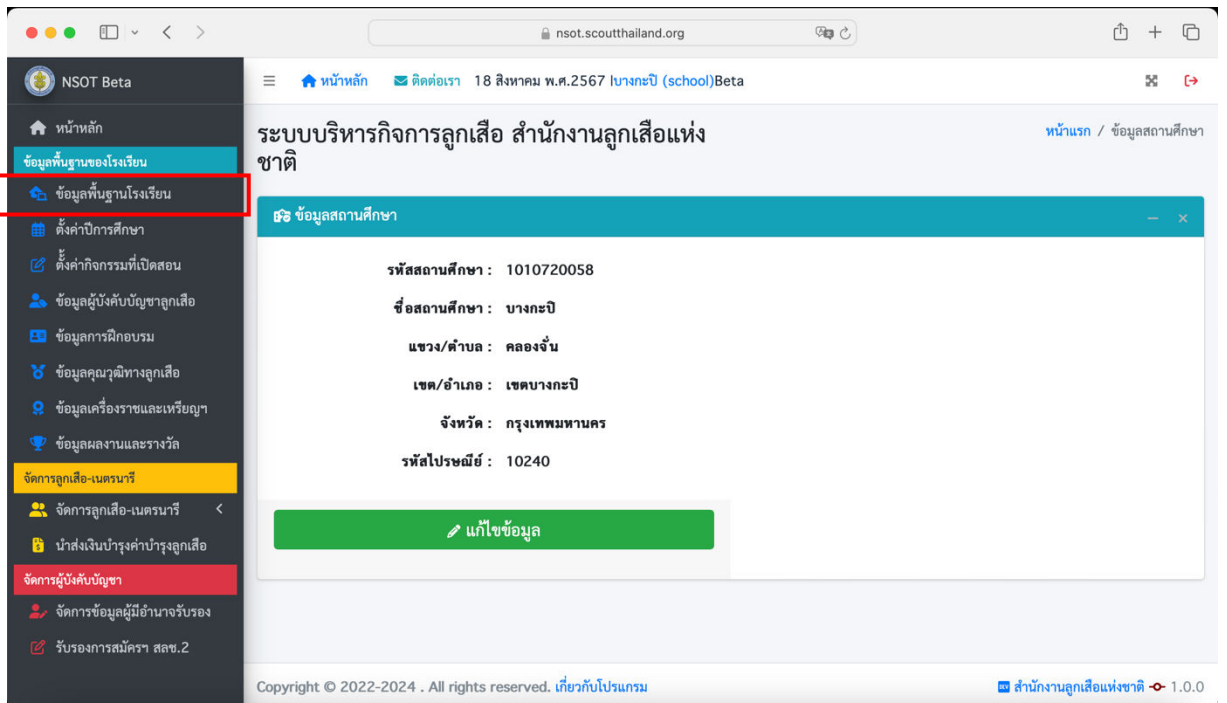 nsot.scoutthailand.org
NSOT Beta
หน้าหลัก
ข้อมูลพื้นฐานของโรงเรียน
ข้อมูลพื้นฐานโรงเรียน
ตั้งค่าปีการศึกษา
ตั้งค่ากิจกรรมที่เปิดสอน
ข้อมูลผู้บังคับบัญชาลูกเสือ
ข้อมูลการฝึกอบรม
ข้อมูลคุณวุฒิทางลูกเสือ
ข้อมูลเครื่องราชและเหรียญฯ
ข้อมูลผลงานและรางวัล
จัดการลูกเสือ-เนตรนารี
จัดการลูกเสือ-เนตรนารี
นำส่งเงินบำรุงค่าบำรุงลูกเสือ
จัดการผู้บังคับบัญชา
จัดการข้อมูลผู้มีอำนาจรับรอง
รับรองการสมัครฯ สลช.2
หน้าหลัก ติดต่อเรา 18 สิงหาคม พ.ศ.2567 |บางกะปิ (school)Beta
ระบบบริหารกิจการลูกเสือ สำนักงานลูกเสือแห่ง
ชาติ
หน้าแรก / ข้อมูลสถานศึกษา
ข้อมูลสถานศึกษา
รหัสสถานศึกษา : 1010720058
ชื่อสถานศึกษา : บางกะปิ
แขวง/ตำบล : คลองจั่น
เขต/อำเภอ : เขตบางกะปิ
จังหวัด : กรุงเทพมหานคร
รหัสไปรษณีย์ : 10240
แก้ไขข้อมูล
Copyright © 2022-2024 . All rights reserved. เกี่ยวกับโปรแกรม
สำนักงานลูกเสือแห่งชาติ 1.0.0